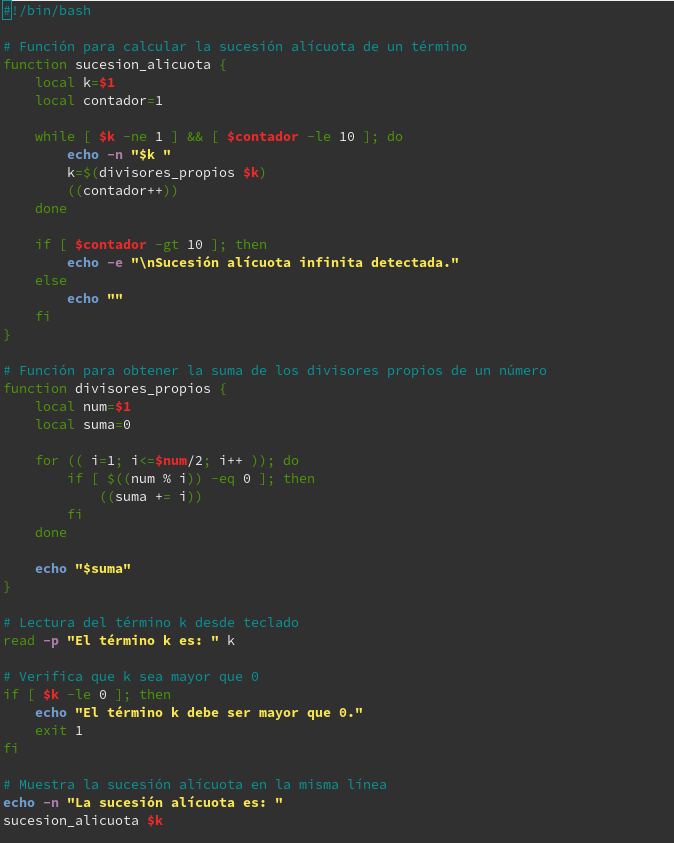 #!/bin/bash

# Función para calcular la sucesión alícuota de un término
function sucesion_alicuota {
    local k=$1
    local contador=1

    while [ $k -ne 1 ] && [ $contador -le 10 ]; do
        echo -n "$k "
        k=$(divisores_propios $k)
        ((contador++))
    done

    if [ $contador -gt 10 ]; then
        echo -e "\nSucesión alícuota infinita detectada."
    else
        echo ""
    fi
}

# Función para obtener la suma de los divisores propios de un número
function divisores_propios {
    local num=$1
    local suma=0

    for (( i=1; i<=$num/2; i++ )); do
        if [ $((num % i)) -eq 0 ]; then
            ((suma += i))
        fi
    done

    echo "$suma"
}

# Lectura del término k desde teclado
read -p "El término k es: " k

# Verifica que k sea mayor que 0
if [ $k -le 0 ]; then
    echo "El término k debe ser mayor que 0."
    exit 1
fi

# Muestra la sucesión alícuota en la misma línea
echo -n "La sucesión alícuota es: "
sucesion_alicuota $k